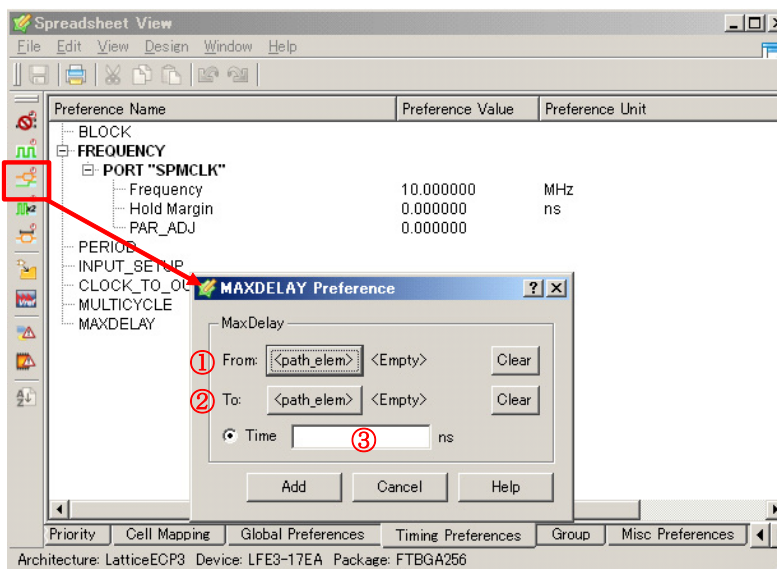 Spreadsheet View
File Edit View Design Window Help
Preference Name Preference Value Preference Unit
BLOCK
FREQUENCY
PORT "SPMCLK"
Frequency 10.000000 MHz
Hold Margin 0.000000 ns
PAR_ADJ 0.000000
PERIOD
INPUT_SETUP
CLOCK_TO_OU
MULTICYCLE
MAXDELAY
MAXDELAY Preference
MaxDelay
① From: <path_elem> <Empty> Clear
② To: <path_elem> <Empty> Clear
Time ③ ns
Add Cancel Help
Priority Cell Mapping Global Preferences Timing Preferences Group Misc Preferences
Architecture: LatticeECP3 Device: LFE3-17EA Package: FTBGA256